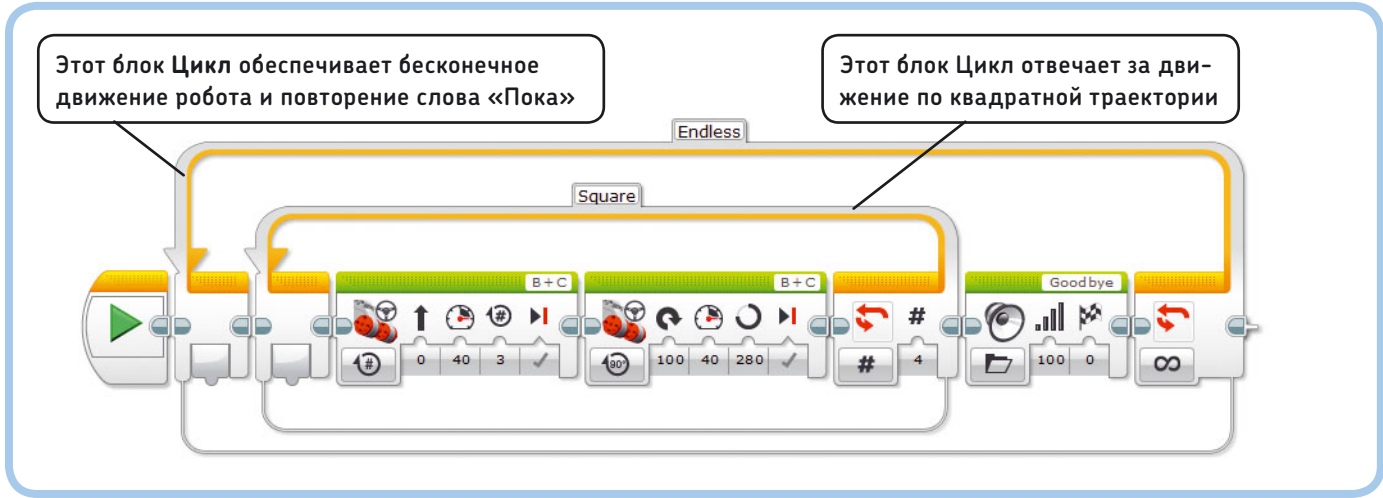 Этот блок Цикл обеспечивает бесконечное
движение робота и повторение слова «Пока»
Этот блок Цикл отвечает за дви-
жение по квадратной траектории
Endless
Square
B + C
B + C
Good bye
#
#
0 40 3
90°
100 40 280
#
#
4
100 0
∞